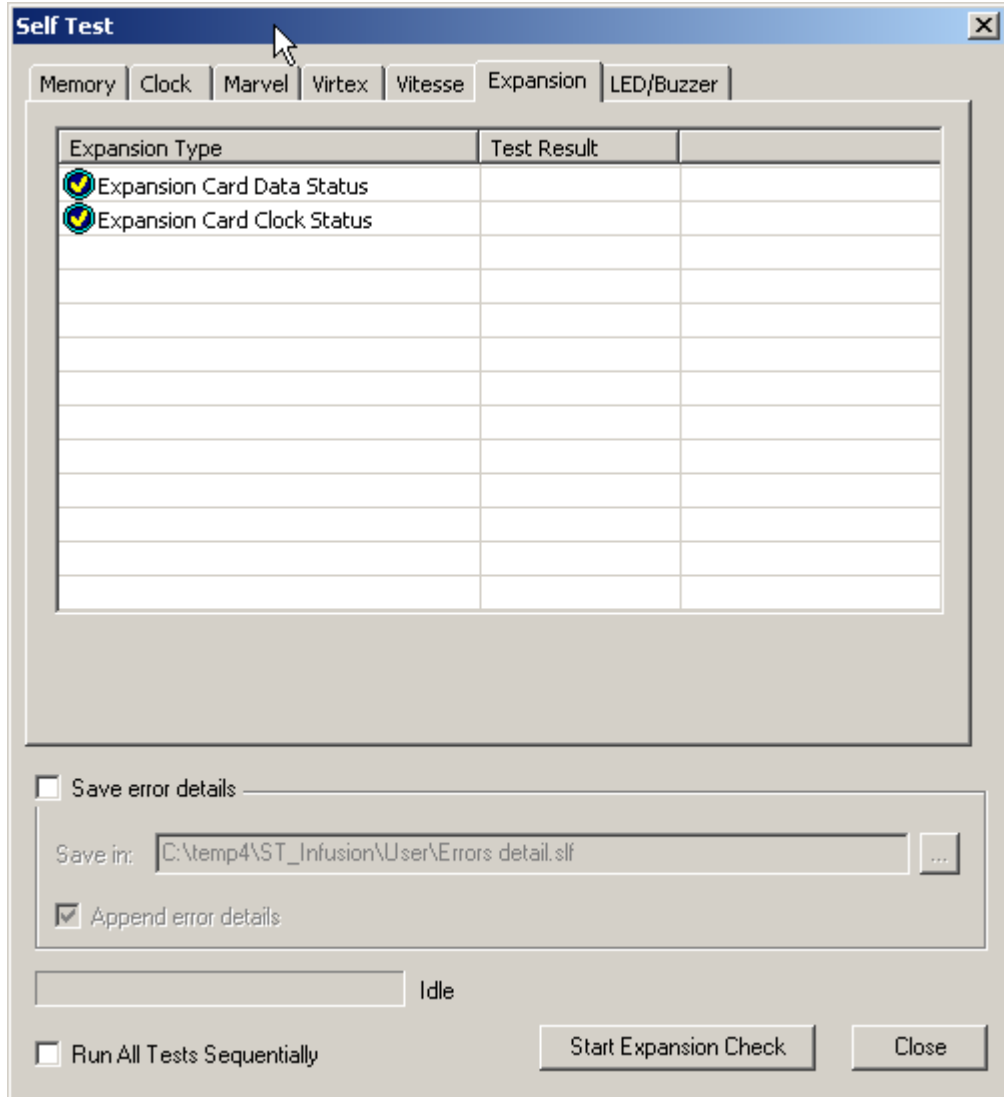 Self Test
Memory Clock Marvel Virtex Vitesse Expansion LED/Buzzer
Expansion Type Test Result
Expansion Card Data Status
Expansion Card Clock Status
Save error details
Save in: C:\temp4\ST_Infusion\User\Errors detail.slf ...
Append error details
Idle
Run All Tests Sequentially Start Expansion Check Close